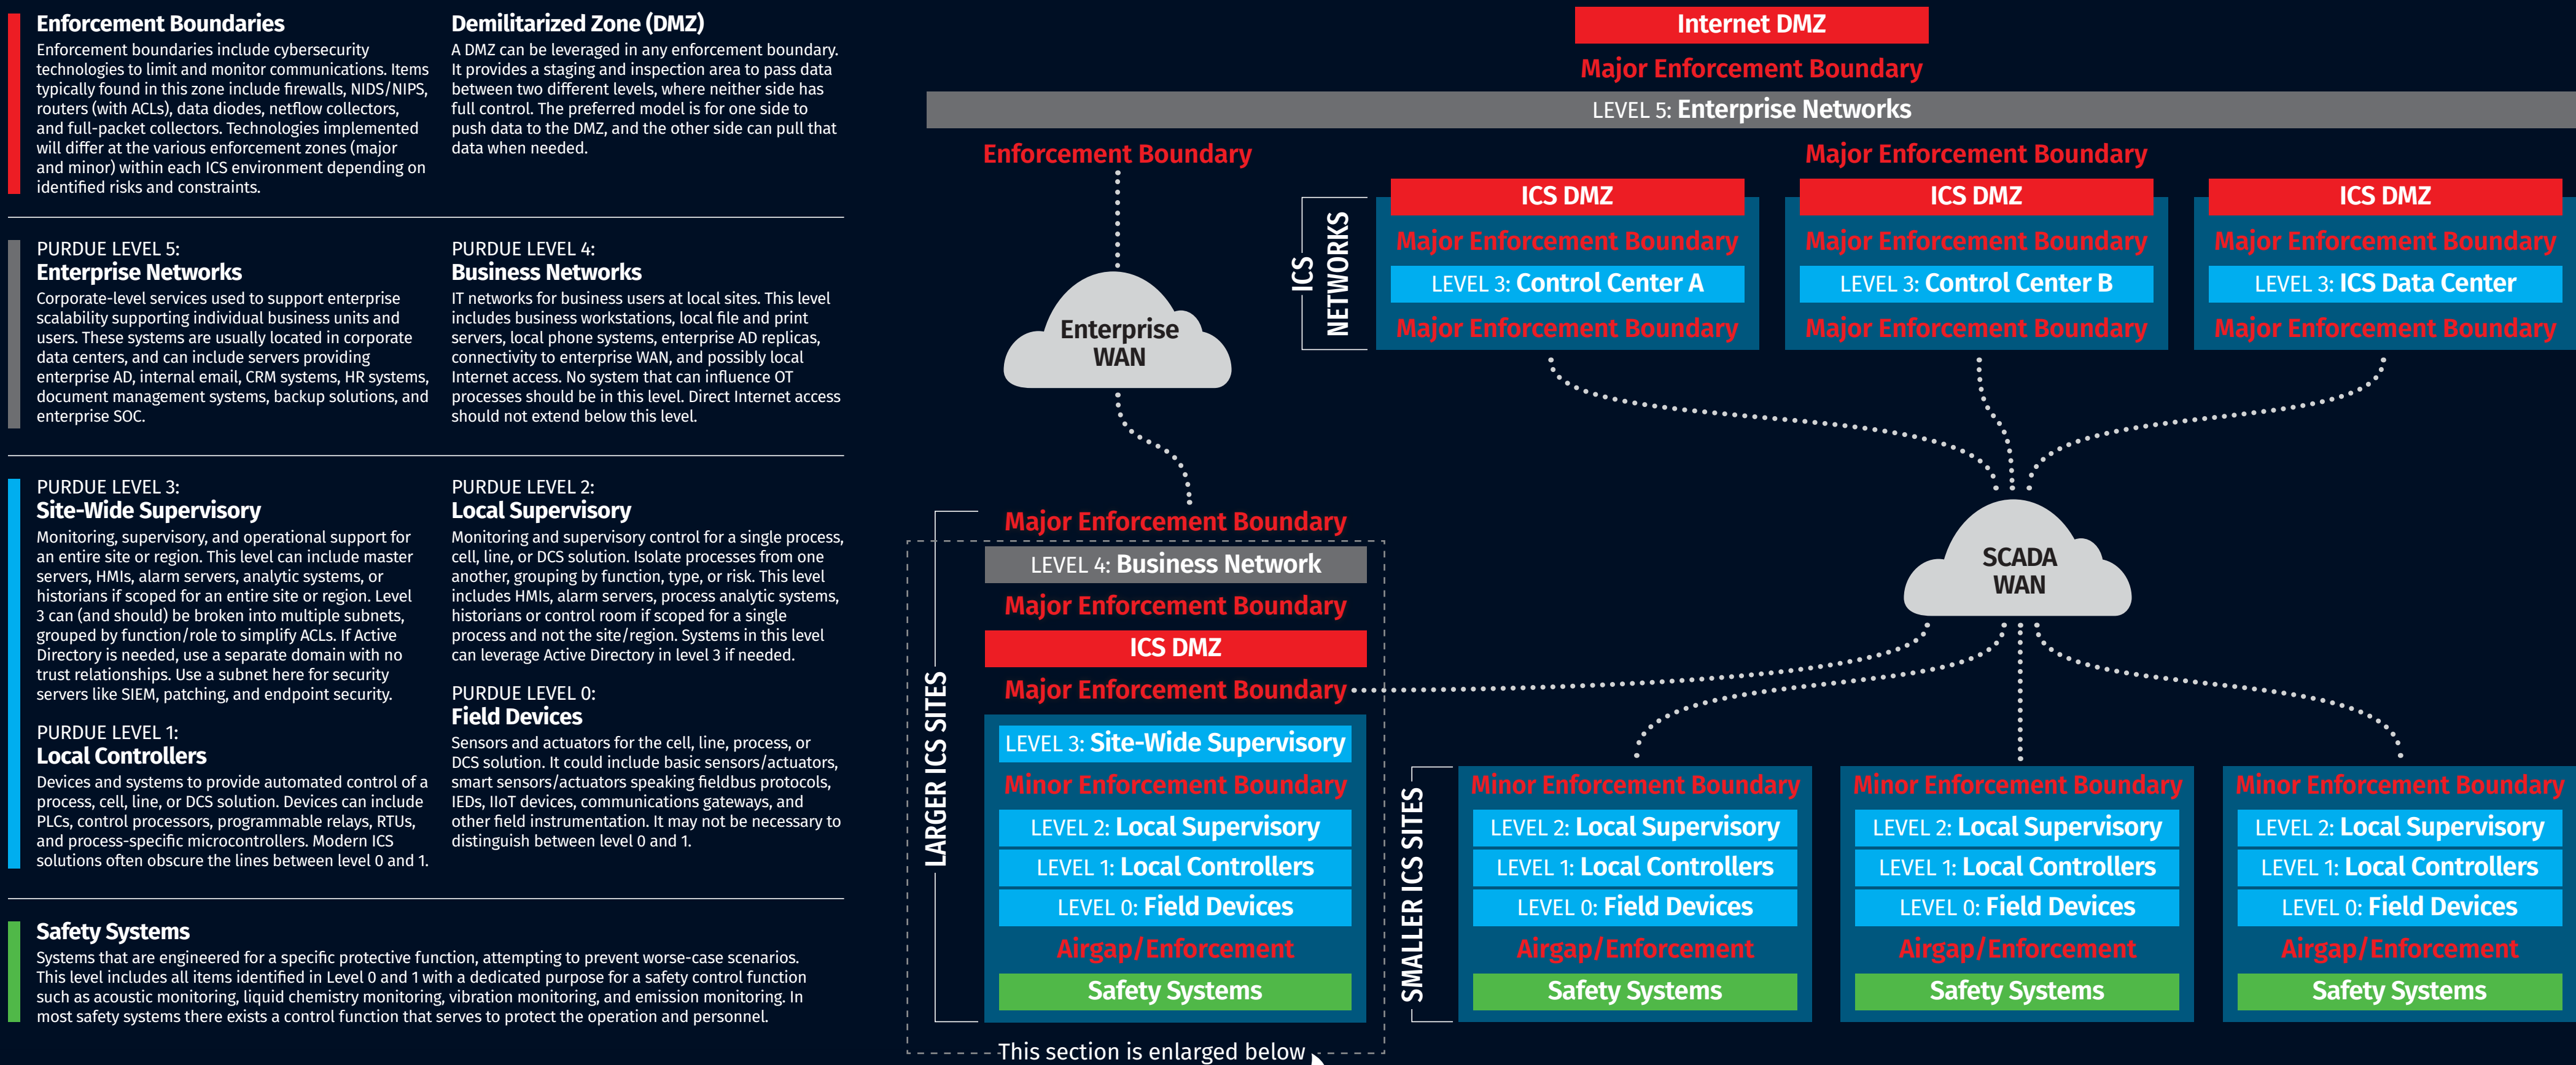 Enforcement Boundaries
Enforcement boundaries include cybersecurity
technologies to limit and monitor communications. Items
typically found in this zone include firewalls, NIDS/NIPS,
routers (with ACLs), data diodes, netflow collectors,
and full-packet collectors. Technologies implemented
will differ at the various enforcement zones (major
and minor) within each ICS environment depending on
identified risks and constraints.
Demilitarized Zone (DMZ)
A DMZ can be leveraged in any enforcement boundary.
It provides a staging and inspection area to pass data
between two different levels, where neither side has
full control. The preferred model is for one side to
push data to the DMZ, and the other side can pull that
data when needed.
PURDUE LEVEL 5:
Enterprise Networks
Corporate-level services used to support enterprise
scalability supporting individual business units and
users. These systems are usually located in corporate
data centers, and can include servers providing
enterprise AD, internal email, CRM systems, HR systems,
document management systems, backup solutions, and
enterprise SOC.
PURDUE LEVEL 4:
Business Networks
IT networks for business users at local sites. This level
includes business workstations, local file and print
servers, local phone systems, enterprise AD replicas,
connectivity to enterprise WAN, and possibly local
Internet access. No system that can influence OT
processes should be in this level. Direct Internet access
should not extend below this level.
PURDUE LEVEL 3:
Site-Wide Supervisory
Monitoring, supervisory, and operational support for
an entire site or region. This level can include master
servers, HMIs, alarm servers, analytic systems, or
historians if scoped for an entire site or region. Level
3 can (and should) be broken into multiple subnets,
grouped by function/role to simplify ACLs. If Active
Directory is needed, use a separate domain with no
trust relationships. Use a subnet here for security
servers like SIEM, patching, and endpoint security.
PURDUE LEVEL 2:
Local Supervisory
Monitoring and supervisory control for a single process,
cell, line, or DCS solution. Isolate processes from one
another, grouping by function, type, or risk. This level
includes HMIs, alarm servers, process analytic systems,
historians or control room if scoped for a single
process and not the site/region. Systems in this level
can leverage Active Directory in level 3 if needed.
PURDUE LEVEL 1:
Local Controllers
Devices and systems to provide automated control of a
process, cell, line, or DCS solution. Devices can include
PLCs, control processors, programmable relays, RTUs,
and process-specific microcontrollers. Modern ICS
solutions often obscure the lines between level 0 and 1.
PURDUE LEVEL 0:
Field Devices
Sensors and actuators for the cell, line, process, or
DCS solution. It could include basic sensors/actuators,
smart sensors/actuators speaking fieldbus protocols,
IEDs, IIoT devices, communications gateways, and
other field instrumentation. It may not be necessary to
distinguish between level 0 and 1.
Safety Systems
Systems that are engineered for a specific protective function, attempting to prevent worse-case scenarios.
This level includes all items identified in Level 0 and 1 with a dedicated purpose for a safety control function
such as acoustic monitoring, liquid chemistry monitoring, vibration monitoring, and emission monitoring. In
most safety systems there exists a control function that serves to protect the operation and personnel.
Internet DMZ
Major Enforcement Boundary
LEVEL 5: Enterprise Networks
Enforcement Boundary
Major Enforcement Boundary
Enterprise
WAN
ICS
NETWORKS
ICS DMZ
Major Enforcement Boundary
LEVEL 3: Control Center A
Major Enforcement Boundary
ICS DMZ
Major Enforcement Boundary
LEVEL 3: Control Center B
Major Enforcement Boundary
ICS DMZ
Major Enforcement Boundary
LEVEL 3: ICS Data Center
Major Enforcement Boundary
SCADA
WAN
LARGER ICS SITES
Major Enforcement Boundary
LEVEL 4: Business Network
Major Enforcement Boundary
ICS DMZ
Major Enforcement Boundary
LEVEL 3: Site-Wide Supervisory
Minor Enforcement Boundary
LEVEL 2: Local Supervisory
LEVEL 1: Local Controllers
LEVEL 0: Field Devices
Airgap/Enforcement
Safety Systems
This section is enlarged below
SMALLER ICS SITES
Minor Enforcement Boundary
LEVEL 2: Local Supervisory
LEVEL 1: Local Controllers
LEVEL 0: Field Devices
Airgap/Enforcement
Safety Systems
Minor Enforcement Boundary
LEVEL 2: Local Supervisory
LEVEL 1: Local Controllers
LEVEL 0: Field Devices
Airgap/Enforcement
Safety Systems
Minor Enforcement Boundary
LEVEL 2: Local Supervisory
LEVEL 1: Local Controllers
LEVEL 0: Field Devices
Airgap/Enforcement
Safety Systems